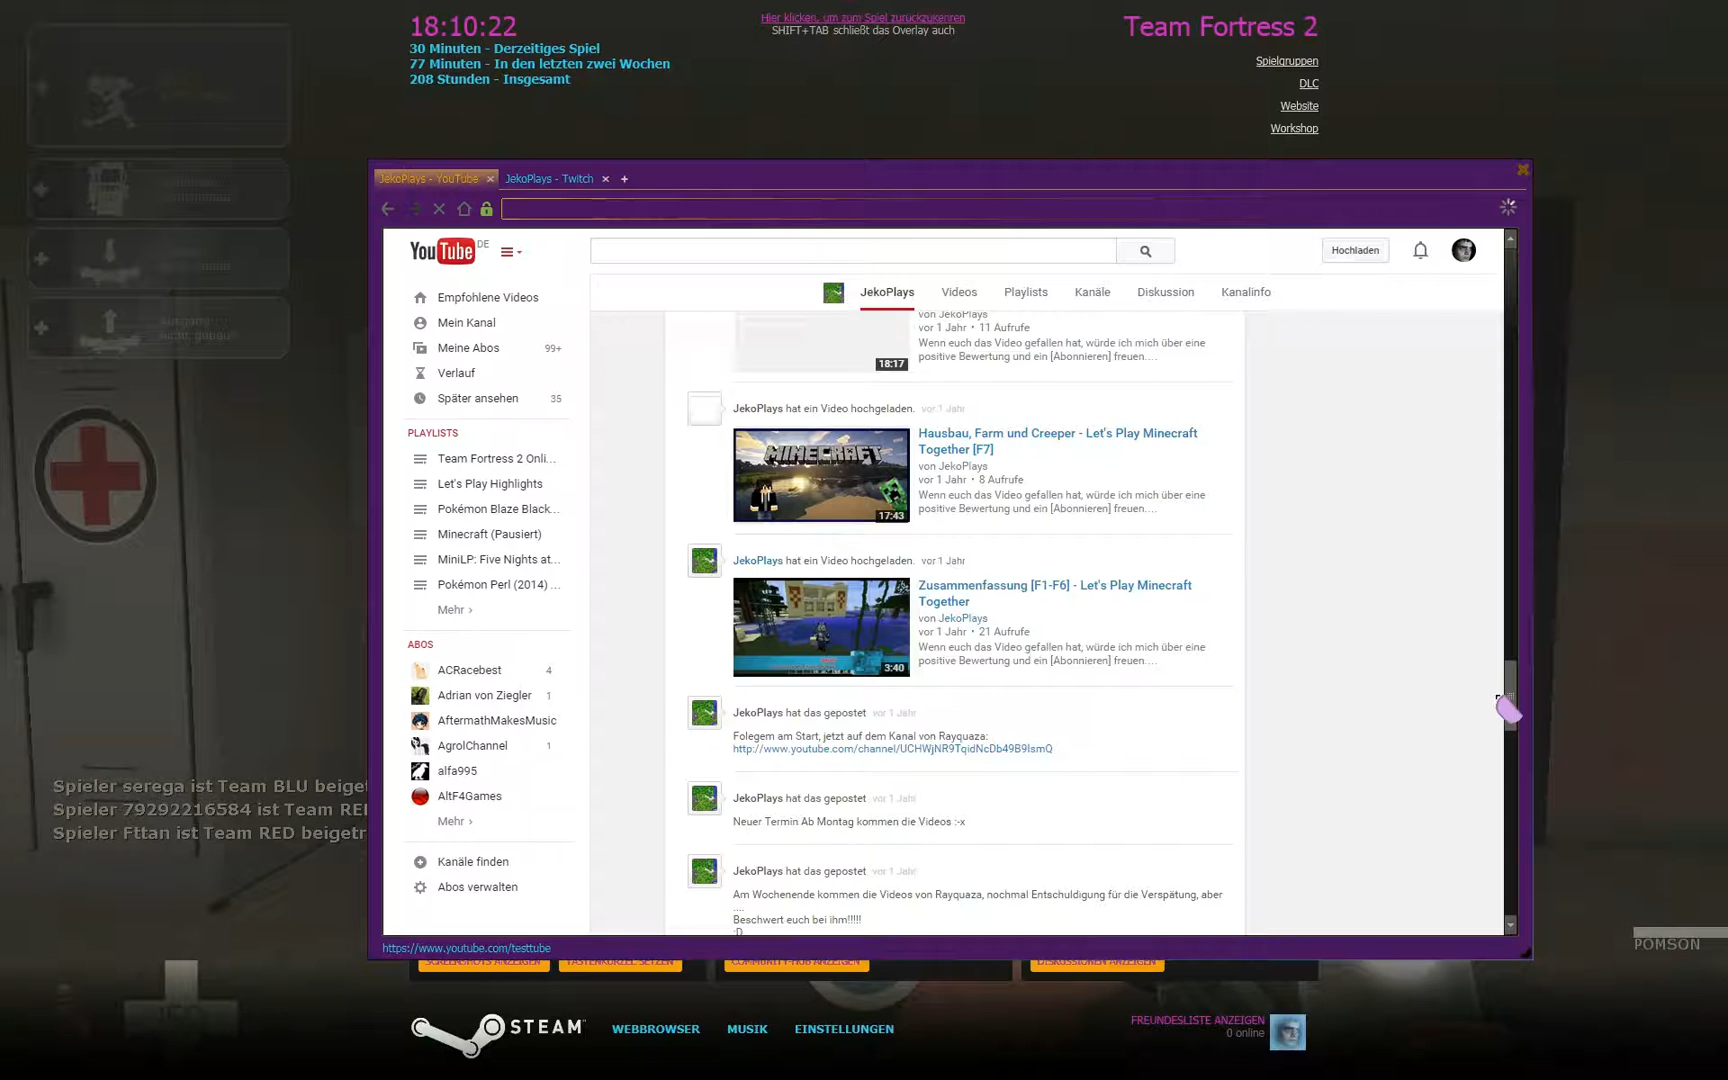 18:10:22
30 Minuten - Derzeitiges Spiel
77 Minuten - In den letzten zwei Wochen
208 Stunden - Insgesamt
Hier klicken, um zum Spiel zurückzukehren
SHIFT+TAB schließt das Overlay auch
Team Fortress 2
Spielgruppen
DLC
Website
Workshop
JekoPlays - YouTube
JekoPlays - Twitch
YouTube DE
Hochladen
JekoPlays Videos Playlists Kanäle Diskussion Kanalinfo
Empfohlene Videos
Mein Kanal
Meine Abos 99+
Verlauf
Später ansehen 35
PLAYLISTS
Team Fortress 2 Onli...
Let's Play Highlights
Pokémon Blaze Black...
Minecraft (Pausiert)
MiniLP: Five Nights at...
Pokémon Perl (2014) ...
Mehr ›
ABOS
ACRacebest 4
Adrian von Ziegler 1
AftermathMakesMusic
AgrolChannel 1
alfa995
AltF4Games
Mehr ›
Kanäle finden
Abos verwalten
von JekoPlays
vor 1 Jahr • 11 Aufrufe
Wenn euch das Video gefallen hat, würde ich mich über eine
positive Bewertung und ein [Abonnieren] freuen....
18:17
JekoPlays hat ein Video hochgeladen. vor 1 Jahr
MINECRAFT
17:43
Hausbau, Farm und Creeper - Let's Play Minecraft
Together [F7]
von JekoPlays
vor 1 Jahr • 8 Aufrufe
Wenn euch das Video gefallen hat, würde ich mich über eine
positive Bewertung und ein [Abonnieren] freuen....
JekoPlays hat ein Video hochgeladen. vor 1 Jahr
3:40
Zusammenfassung [F1-F6] - Let's Play Minecraft
Together
von JekoPlays
vor 1 Jahr • 21 Aufrufe
Wenn euch das Video gefallen hat, würde ich mich über eine
positive Bewertung und ein [Abonnieren] freuen....
JekoPlays hat das gepostet vor 1 Jahr
Folegem am Start, jetzt auf dem Kanal von Rayquaza:
http://www.youtube.com/channel/UCHWjNR9TqidNcDb49B9IsmQ
JekoPlays hat das gepostet vor 1 Jahr
Neuer Termin Ab Montag kommen die Videos :-x
JekoPlays hat das gepostet vor 1 Jahr
Am Wochenende kommen die Videos von Rayquaza, nochmal Entschuldigung für die Verspätung, aber
....
Beschwert euch bei ihm!!!!!
:D
https://www.youtube.com/testtube
Spieler serega ist Team BLU beiget
Spieler 79292216584 ist Team RED
Spieler Fttan ist Team RED beigetr
POMSON
SCREENSHOTS ANZEIGEN
TASTENKÜRZEL SETZEN
COMMUNITY-HUB ANZEIGEN
DISKUSSIONEN ANZEIGEN
STEAM
WEBBROWSER
MUSIK
EINSTELLUNGEN
FREUNDESLISTE ANZEIGEN
0 online